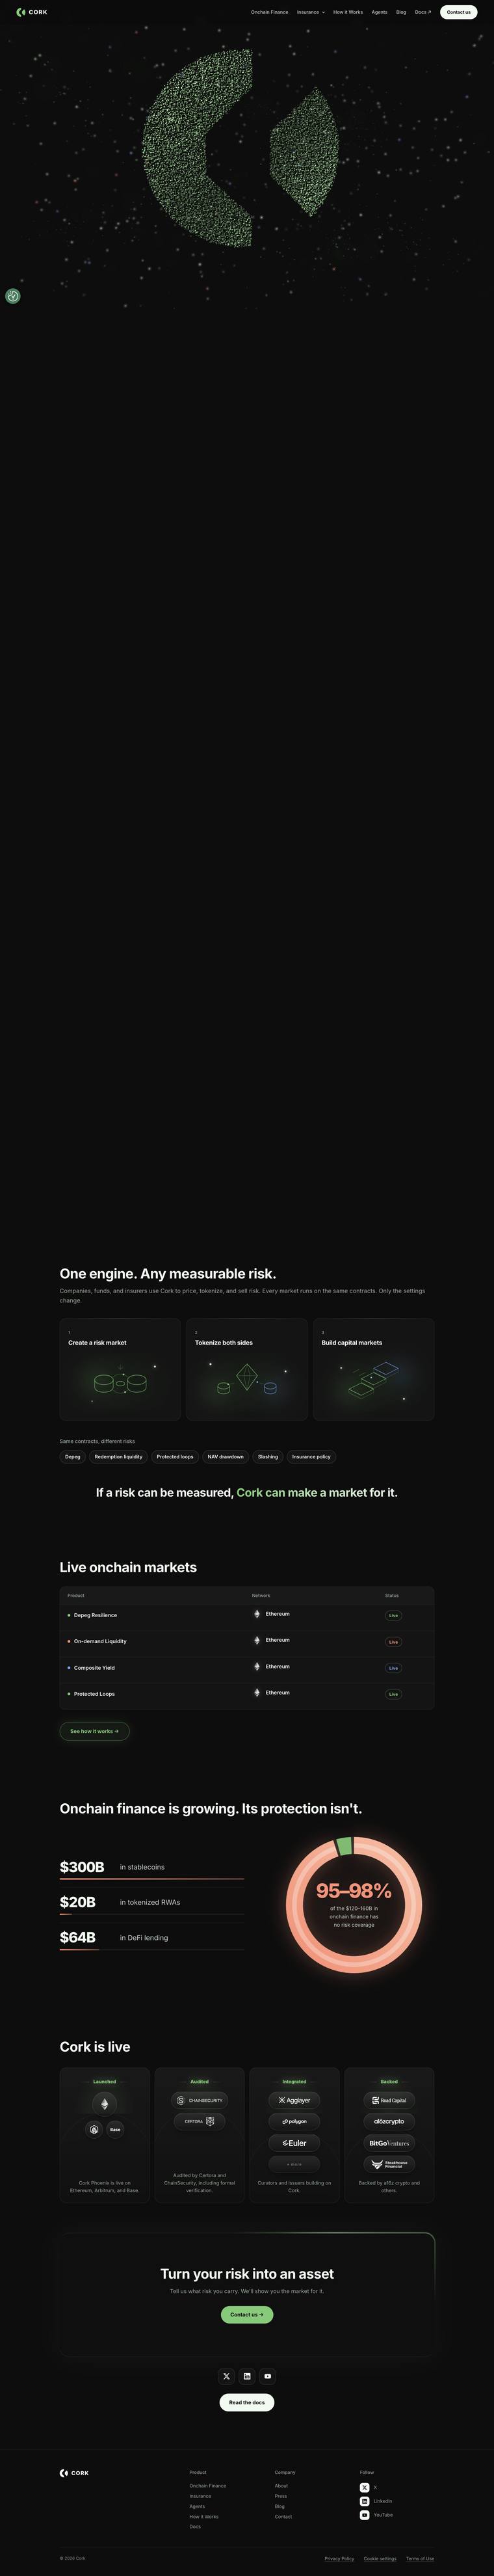 CORK
Onchain Finance
Insurance
How it Works
Agents
Blog
Docs ↗
Contact us
One engine. Any measurable risk.
Companies, funds, and insurers use Cork to price, tokenize, and sell risk. Every market runs on the same contracts. Only the settings
change.
1
Create a risk market
2
Tokenize both sides
3
Build capital markets
Same contracts, different risks
Depeg
Redemption liquidity
Protected loops
NAV drawdown
Slashing
Insurance policy
If a risk can be measured, Cork can make a market for it.
Live onchain markets
Product
Network
Status
Depeg Resilience
Ethereum
Live
On-demand Liquidity
Ethereum
Live
Composite Yield
Ethereum
Live
Protected Loops
Ethereum
Live
See how it works →
Onchain finance is growing. Its protection isn't.
$300B
in stablecoins
$20B
in tokenized RWAs
$64B
in DeFi lending
95–98%
of the $120–160B in
onchain finance has
no risk coverage
Cork is live
Launched
Base
Cork Phoenix is live on
Ethereum, Arbitrum, and Base.
Audited
CHAINSECURITY
CERTORA
Audited by Certora and
ChainSecurity, including formal
verification.
Integrated
Agglayer
polygon
Euler
+ more
Curators and issuers building on
Cork.
Backed
Road Capital
a16zcrypto
BitGo Ventures
Steakhouse
Financial
Backed by a16z crypto and
others.
Turn your risk into an asset
Tell us what risk you carry. We'll show you the market for it.
Contact us →
Read the docs
CORK
Product
Onchain Finance
Insurance
Agents
How it Works
Docs
Company
About
Press
Blog
Contact
Follow
X
LinkedIn
YouTube
© 2026 Cork
Privacy Policy
Cookie settings
Terms of Use